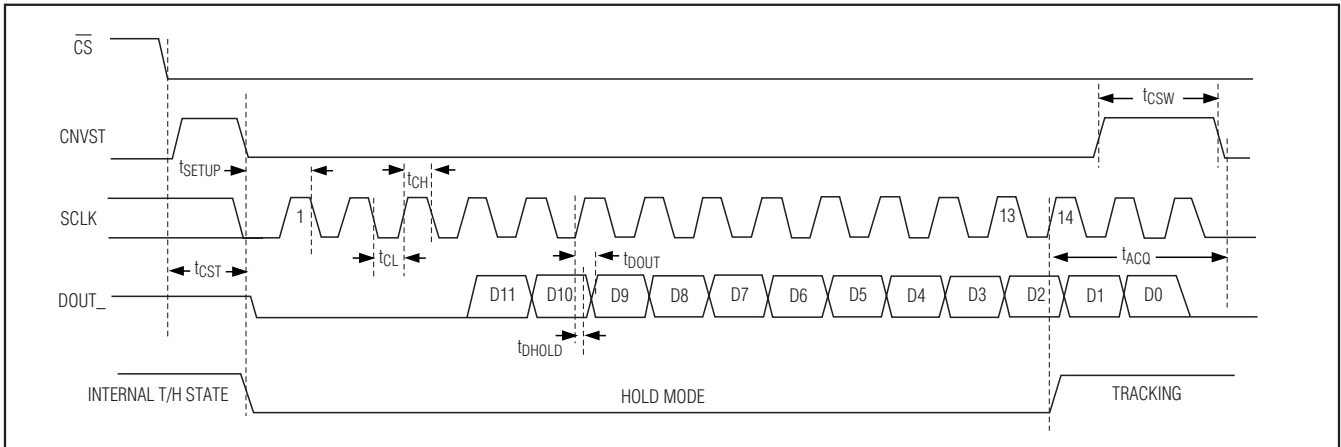 CS
tCSW
CNVST
tSETUP
tCH
SCLK
1
13
14
tCST
tCL
tDOUT
tACQ
DOUT_
D11
D10
D9
D8
D7
D6
D5
D4
D3
D2
D1
D0
tDHOLD
INTERNAL T/H STATE
HOLD MODE
TRACKING